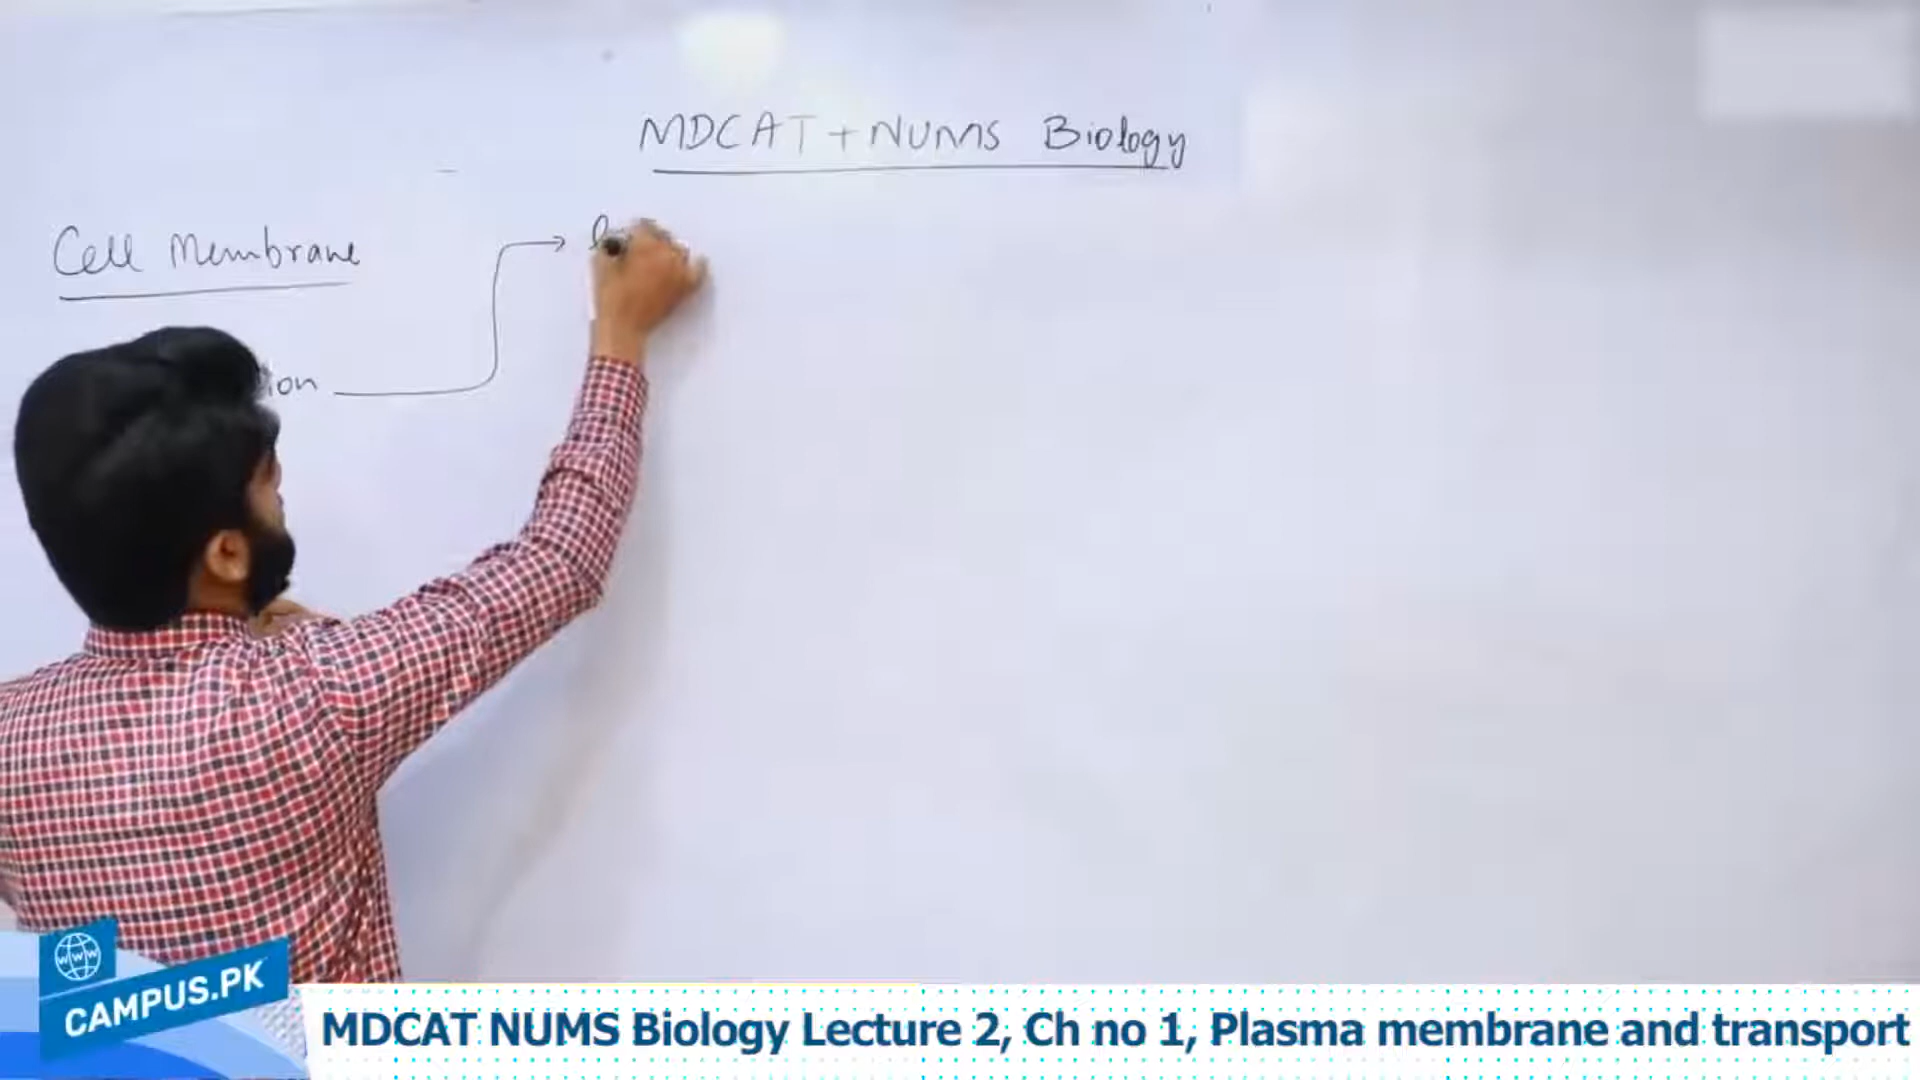 MDCAT + NUMS Biology
Cell Membrane
WWW
CAMPUS.PK
MDCAT NUMS Biology Lecture 2, Ch no 1, Plasma membrane and transport